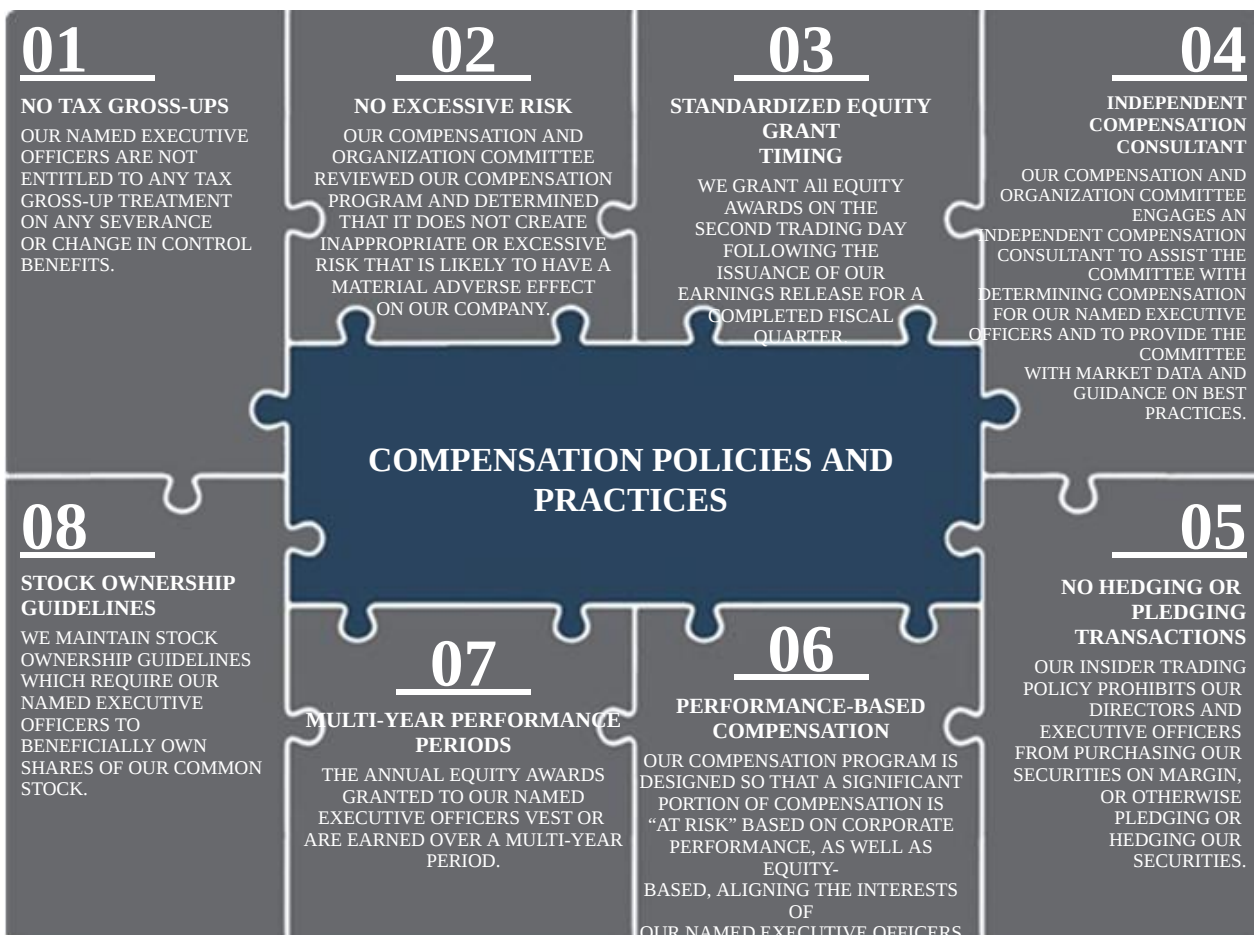 01
NO TAX GROSS-UPS
OUR NAMED EXECUTIVE
OFFICERS ARE NOT
ENTITLED TO ANY TAX
GROSS-UP TREATMENT
ON ANY SEVERANCE
OR CHANGE IN CONTROL
BENEFITS.
02
NO EXCESSIVE RISK
OUR COMPENSATION AND
ORGANIZATION COMMITTEE
REVIEWED OUR COMPENSATION
PROGRAM AND DETERMINED
THAT IT DOES NOT CREATE
INAPPROPRIATE OR EXCESSIVE
RISK THAT IS LIKELY TO HAVE A
MATERIAL ADVERSE EFFECT
ON OUR COMPANY.
03
STANDARDIZED EQUITY
GRANT
TIMING
WE GRANT All EQUITY
AWARDS ON THE
SECOND TRADING DAY
FOLLOWING THE
ISSUANCE OF OUR
EARNINGS RELEASE FOR A
COMPLETED FISCAL
QUARTER.
04
INDEPENDENT
COMPENSATION
CONSULTANT
OUR COMPENSATION AND
ORGANIZATION COMMITTEE
ENGAGES AN
INDEPENDENT COMPENSATION
CONSULTANT TO ASSIST THE
COMMITTEE WITH
DETERMINING COMPENSATION
FOR OUR NAMED EXECUTIVE
OFFICERS AND TO PROVIDE THE
COMMITTEE
WITH MARKET DATA AND
GUIDANCE ON BEST
PRACTICES.
COMPENSATION POLICIES AND
PRACTICES
08
STOCK OWNERSHIP
GUIDELINES
WE MAINTAIN STOCK
OWNERSHIP GUIDELINES
WHICH REQUIRE OUR
NAMED EXECUTIVE
OFFICERS TO
BENEFICIALLY OWN
SHARES OF OUR COMMON
STOCK.
07
MULTI-YEAR PERFORMANCE
PERIODS
THE ANNUAL EQUITY AWARDS
GRANTED TO OUR NAMED
EXECUTIVE OFFICERS VEST OR
ARE EARNED OVER A MULTI-YEAR
PERIOD.
06
PERFORMANCE-BASED
COMPENSATION
OUR COMPENSATION PROGRAM IS
DESIGNED SO THAT A SIGNIFICANT
PORTION OF COMPENSATION IS
“AT RISK” BASED ON CORPORATE
PERFORMANCE, AS WELL AS
EQUITY-
BASED, ALIGNING THE INTERESTS
OF
OUR NAMED EXECUTIVE OFFICERS
05
NO HEDGING OR
PLEDGING
TRANSACTIONS
OUR INSIDER TRADING
POLICY PROHIBITS OUR
DIRECTORS AND
EXECUTIVE OFFICERS
FROM PURCHASING OUR
SECURITIES ON MARGIN,
OR OTHERWISE
PLEDGING OR
HEDGING OUR
SECURITIES.